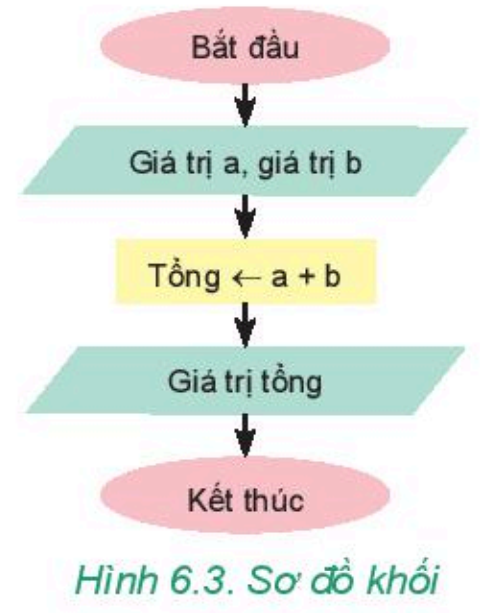 Bắt đầu
Giá trị a, giá trị b
Tổng ← a + b
Giá trị tổng
Kết thúc
Hình 6.3. Sơ đồ khối